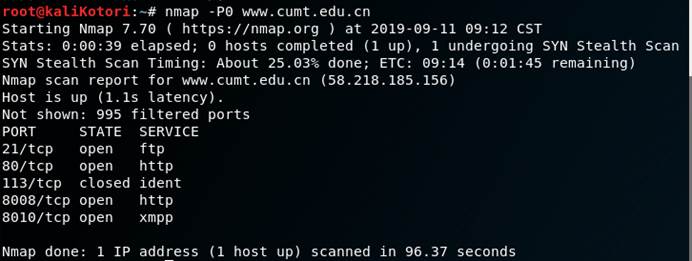 root@kaliKotori:~# nmap -P0 www.cumt.edu.cn
Starting Nmap 7.70 ( https://nmap.org ) at 2019-09-11 09:12 CST
Stats: 0:00:39 elapsed; 0 hosts completed (1 up), 1 undergoing SYN Stealth Scan
SYN Stealth Scan Timing: About 25.03% done; ETC: 09:14 (0:01:45 remaining)
Nmap scan report for www.cumt.edu.cn (58.218.185.156)
Host is up (1.1s latency).
Not shown: 995 filtered ports
PORT     STATE  SERVICE
21/tcp   open   ftp
80/tcp   open   http
113/tcp  closed ident
8008/tcp open   http
8010/tcp open   xmpp
Nmap done: 1 IP address (1 host up) scanned in 96.37 seconds